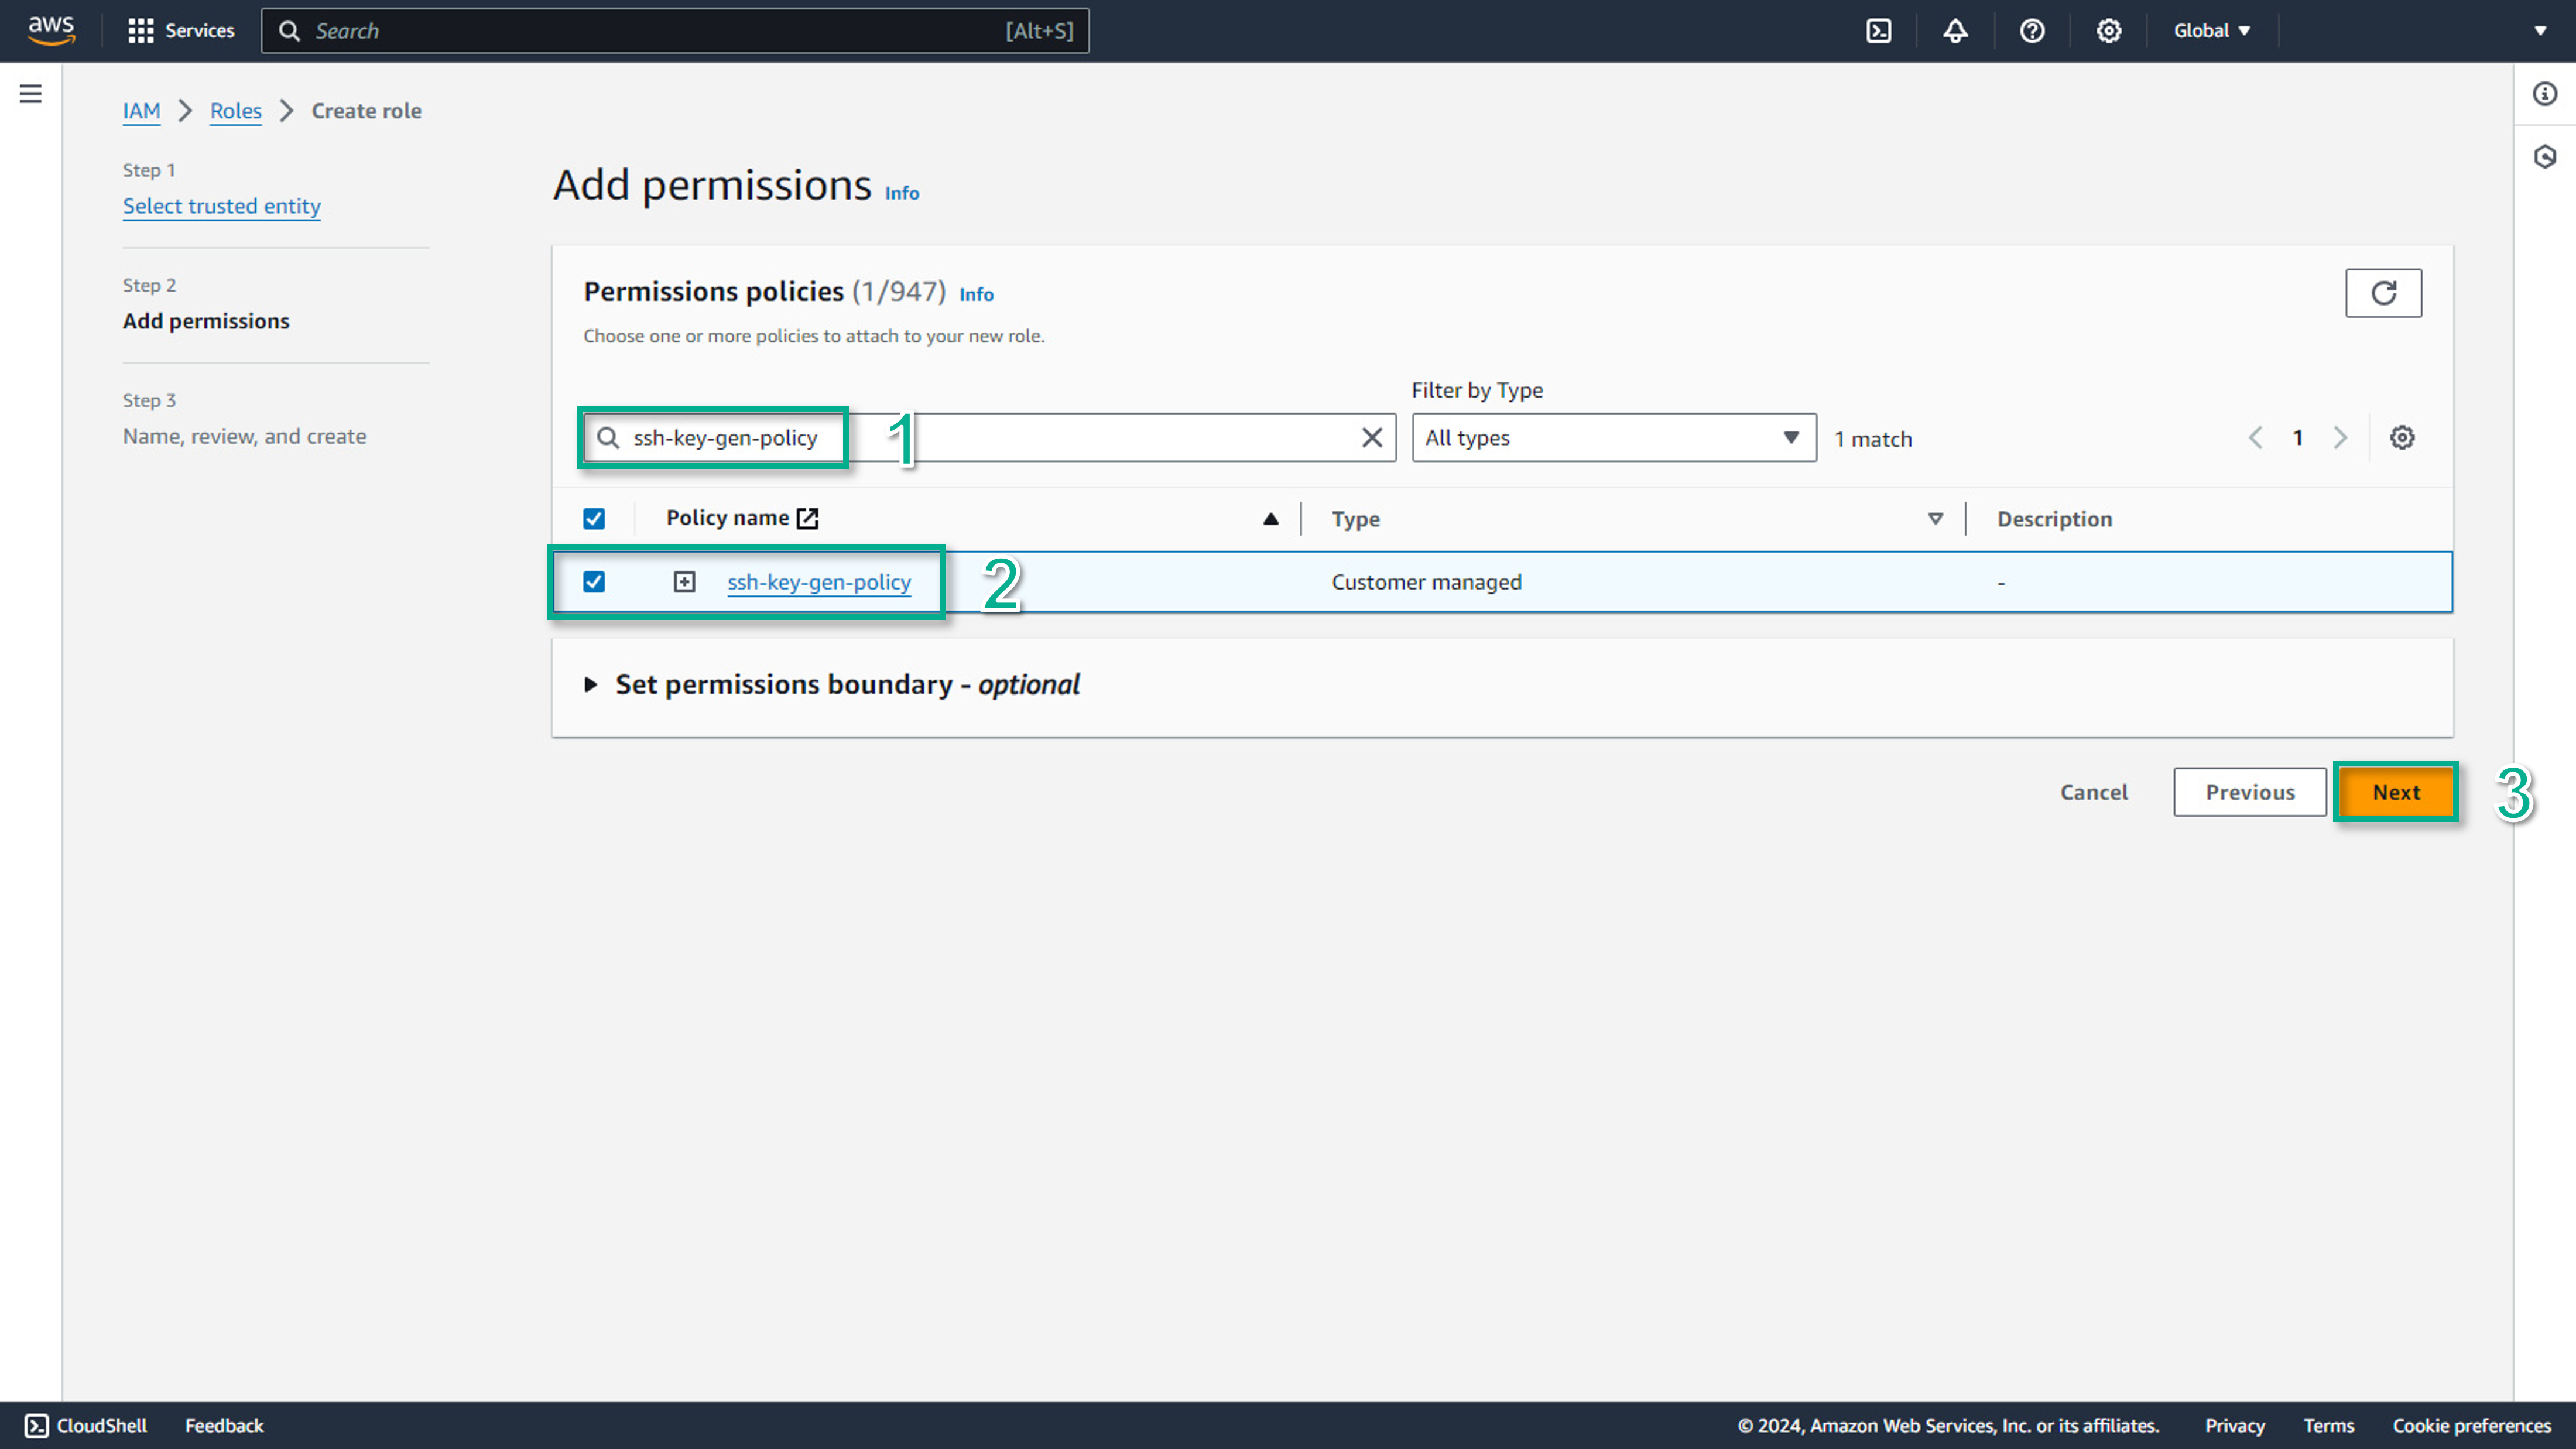 aws
Services
Search [Alt+S]
Global
IAM Roles Create role
Step 1
Select trusted entity
Step 2
Add permissions
Step 3
Name, review, and create
Add permissions Info
Permissions policies (1/947) Info
Choose one or more policies to attach to your new role.
Filter by Type
ssh-key-gen-policy 1
All types
1 match
1
Policy name Type Description
ssh-key-gen-policy 2 Customer managed -
Set permissions boundary - optional
Cancel Previous Next 3
CloudShell Feedback
© 2024, Amazon Web Services, Inc. or its affiliates. Privacy Terms Cookie preferences